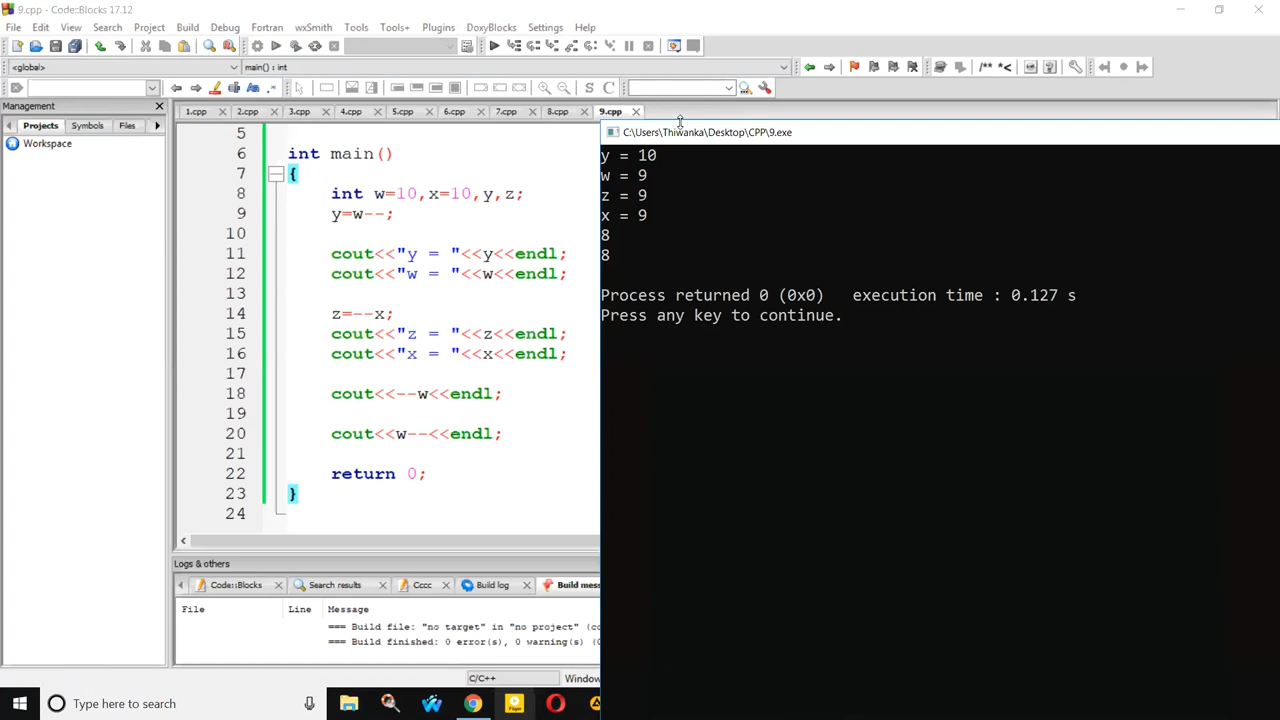 9.cpp - Code::Blocks 17.12
File Edit View Search Project Build Debug Fortran wxSmith Tools Tools+ Plugins DoxyBlocks Settings Help
<global> main() : int
/** *<
S C
Management
Projects Symbols Files
Workspace
1.cpp 2.cpp 3.cpp 4.cpp 5.cpp 6.cpp 7.cpp 8.cpp 9.cpp
5
6 int main()
7 {
8 int w=10,x=10,y,z;
9 y=w--;
10
11 cout<<"y = "<<y<<endl;
12 cout<<"w = "<<w<<endl;
13
14 z=--x;
15 cout<<"z = "<<z<<endl;
16 cout<<"x = "<<x<<endl;
17
18 cout<<--w<<endl;
19
20 cout<<w--<<endl;
21
22 return 0;
23 }
24
C:\Users\Thiwanka\Desktop\CPP\9.exe
y = 10
w = 9
z = 9
x = 9
8
8
Process returned 0 (0x0) execution time : 0.127 s
Press any key to continue.
Logs & others
Code::Blocks Search results Cccc Build log Build mess
File Line Message
=== Build file: "no target" in "no project" (co
=== Build finished: 0 error(s), 0 warning(s) (0
C/C++ Window
Type here to search